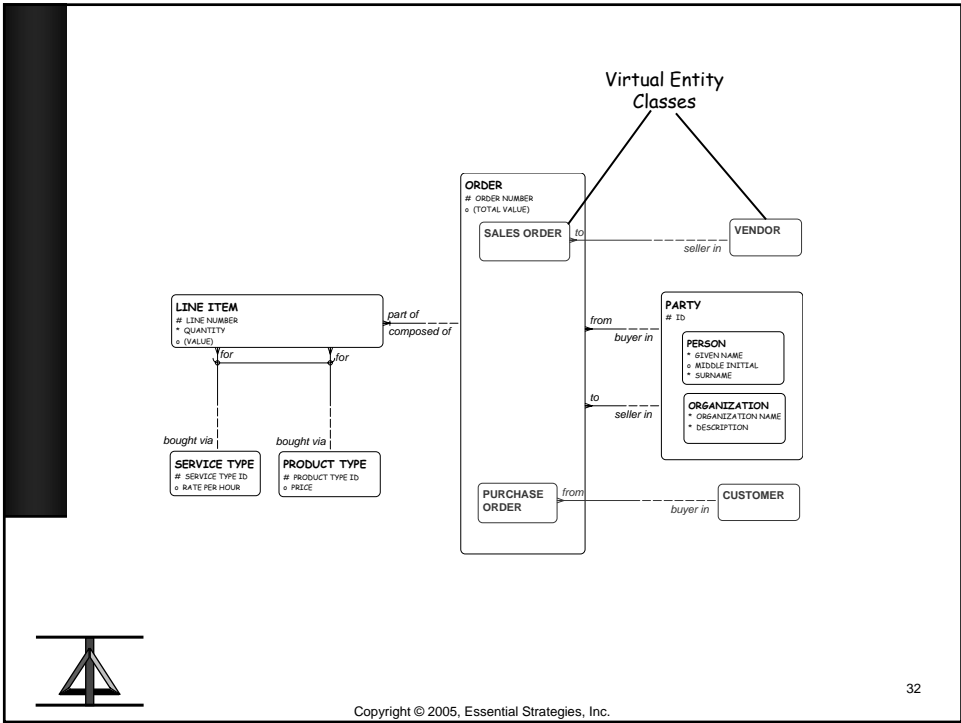 Virtual Entity
Classes
ORDER
# ORDER NUMBER
o (TOTAL VALUE)
SALES ORDER
to
seller in
VENDOR
LINE ITEM
# LINE NUMBER
* QUANTITY
o (VALUE)
part of
composed of
for
for
from
buyer in
to
seller in
PARTY
# ID
PERSON
* GIVEN NAME
o MIDDLE INITIAL
* SURNAME
ORGANIZATION
* ORGANIZATION NAME
* DESCRIPTION
bought via
bought via
SERVICE TYPE
# SERVICE TYPE ID
o RATE PER HOUR
PRODUCT TYPE
# PRODUCT TYPE ID
o PRICE
PURCHASE
ORDER
from
buyer in
CUSTOMER
32
Copyright © 2005, Essential Strategies, Inc.